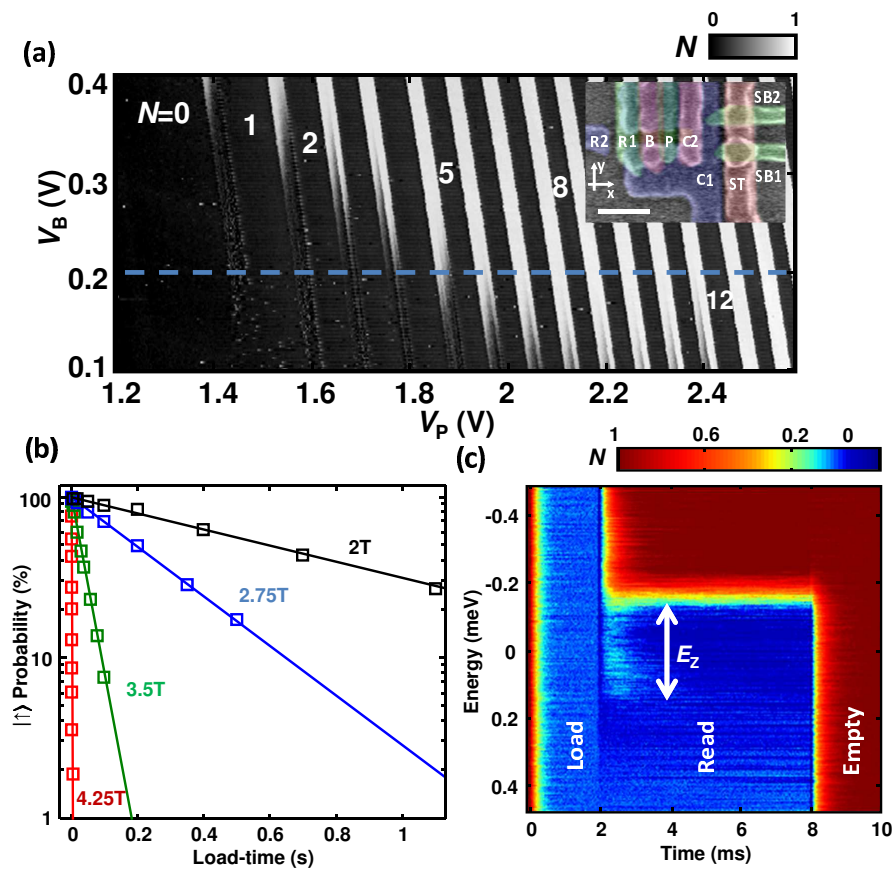 (a)
N
0 1
V_B (V)
0.4
0.3
0.2
0.1
N=0
1
2
5
8
12
R2 R1 B P C2 C1 ST SB2 SB1
y
x
1.2 1.4 1.6 1.8 2 2.2 2.4
V_P (V)
(b)
|↑⟩ Probability (%)
100
10
1
2T
2.75T
3.5T
4.25T
0 0.2 0.4 0.6 0.8 1
Load-time (s)
(c)
N
1 0.6 0.2 0
Energy (meV)
-0.4
-0.2
0
0.2
0.4
E_Z
Load
Read
Empty
0 2 4 6 8 10
Time (ms)